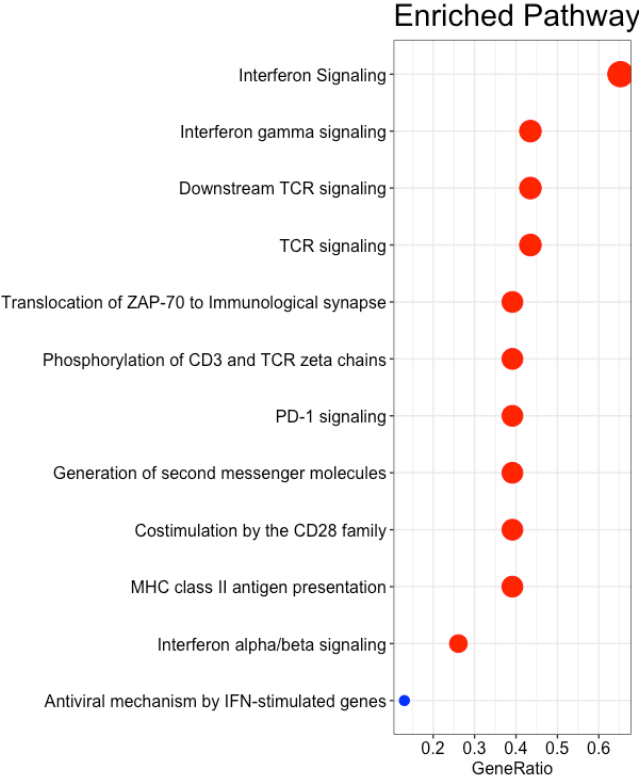 Enriched Pathway
Interferon Signaling
Interferon gamma signaling
Downstream TCR signaling
TCR signaling
Translocation of ZAP-70 to Immunological synapse
Phosphorylation of CD3 and TCR zeta chains
PD-1 signaling
Generation of second messenger molecules
Costimulation by the CD28 family
MHC class II antigen presentation
Interferon alpha/beta signaling
Antiviral mechanism by IFN-stimulated genes
0.2 0.3 0.4 0.5 0.6
GeneRatio